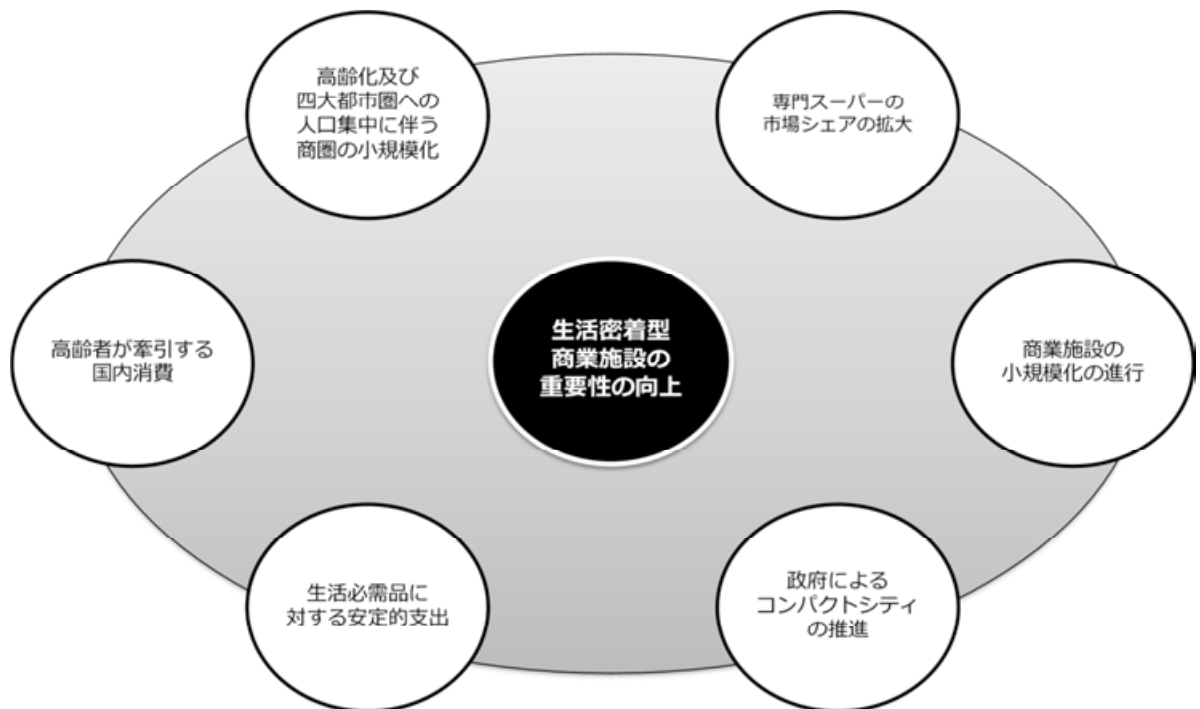 高齢化及び
四大都市圏への
人口集中に伴う
商圏の小規模化
専門スーパーの
市場シェアの拡大
高齢者が牽引する
国内消費
生活密着型
商業施設の
重要性の向上
商業施設の
小規模化の進行
生活必需品に
対する安定的支出
政府による
コンパクトシティ
の推進